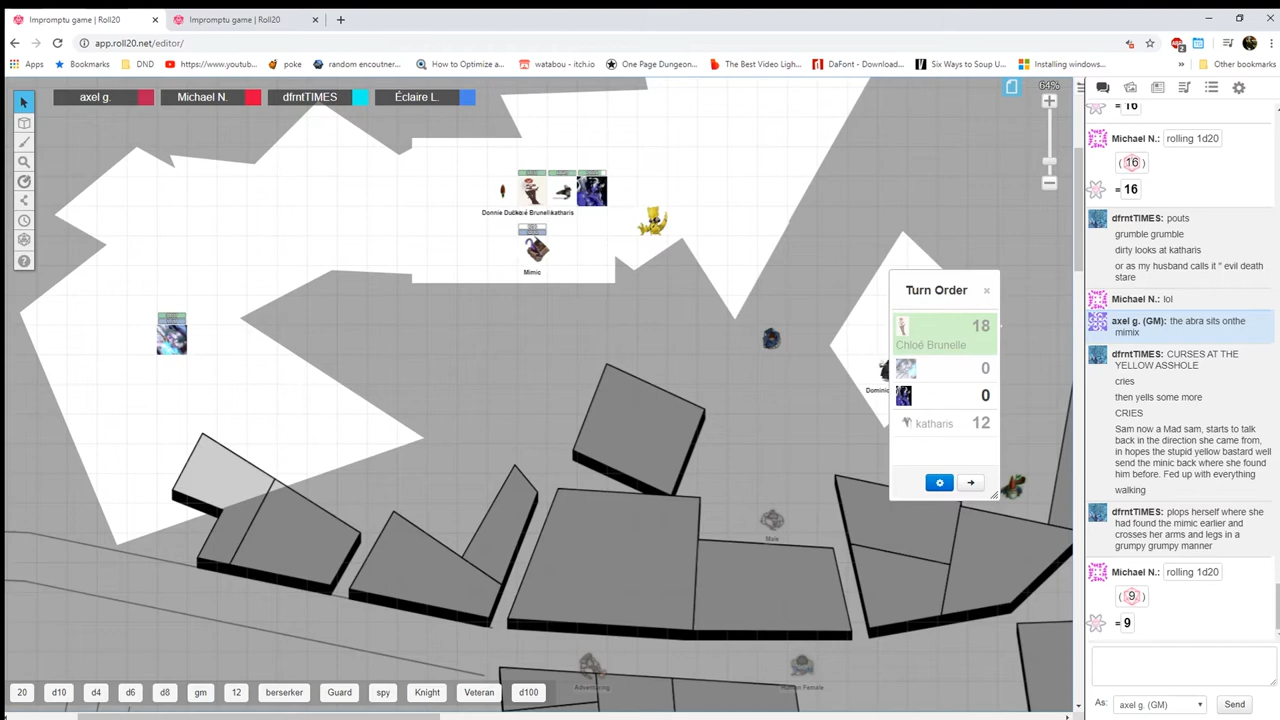 Impromptu game | Roll20
Impromptu game | Roll20
app.roll20.net/editor/
Apps
Bookmarks
DND
https://www.youtub...
poke
random encoutner...
How to Optimize a...
watabou - itch.io
One Page Dungeon...
The Best Video Ligh...
DaFont - Download...
Six Ways to Soup U...
Installing windows...
Other bookmarks
axel g.
Michael N.
dfrntTIMES
Éclaire L.
64%
Mimic
katharis
Turn Order
18
Chloé Brunelle
0
0
katharis
12
Male
Human Female
20
d10
d4
d6
d8
gm
12
berserker
Guard
spy
Knight
Veteran
d100
= 16
Michael N.: rolling 1d20
(16)
= 16
dfrntTIMES: pouts
grumble grumble
dirty looks at katharis
or as my husband calls it " evil death
stare
Michael N.: lol
axel g. (GM): the abra sits onthe
mimix
dfrntTIMES: CURSES AT THE
YELLOW ASSHOLE
cries
then yells some more
CRIES
Sam now a Mad sam, starts to talk
back in the direction she came from,
in hopes the stupid yellow bastard well
send the minic back where she found
him before. Fed up with everything
walking
dfrntTIMES: plops herself where she
had found the mimic earlier and
crosses her arms and legs in a
grumpy grumpy manner
Michael N.: rolling 1d20
(9)
= 9
As:
axel g. (GM)
Send